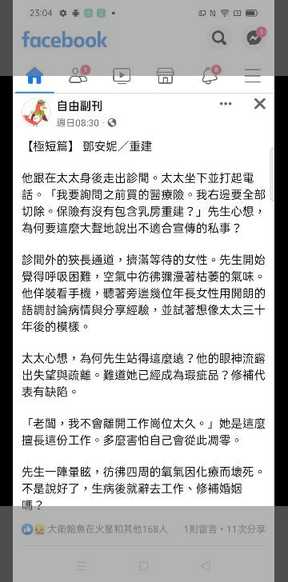 23:04
facebook
自由副刊
週日08:30
【極短篇】 鄧安妮／重建
他跟在太太身後走出診間。太太坐下並打起電
話。「我要詢問之前買的醫療險。我右邊要全部
切除。保險有沒有包含乳房重建？」先生心想，
為何要這麼大聲地說出不適合宣傳的私事？
診間外的狹長通道，擠滿等待的女性。先生開始
覺得呼吸困難，空氣中彷彿瀰漫著枯萎的氣味。
他佯裝看手機，聽著旁邊幾位年長女性用開朗的
語調討論病情與分享經驗，並試著想像太太三十
年後的模樣。
太太心想，為何先生站得這麼遠？他的眼神流露
出失望與疏離。難道她已經成為瑕疵品？修補代
表有缺陷。
「老闆，我不會離開工作崗位太久。」她是這麼
擅長這份工作。多麼害怕自己會從此凋零。
先生一陣暈眩，彷彿四周的氧氣因化療而壞死。
不是說好了，生病後就辭去工作、修補婚姻
嗎？
大衛鮑魚在火星和其他168人 1則留言・11次分享